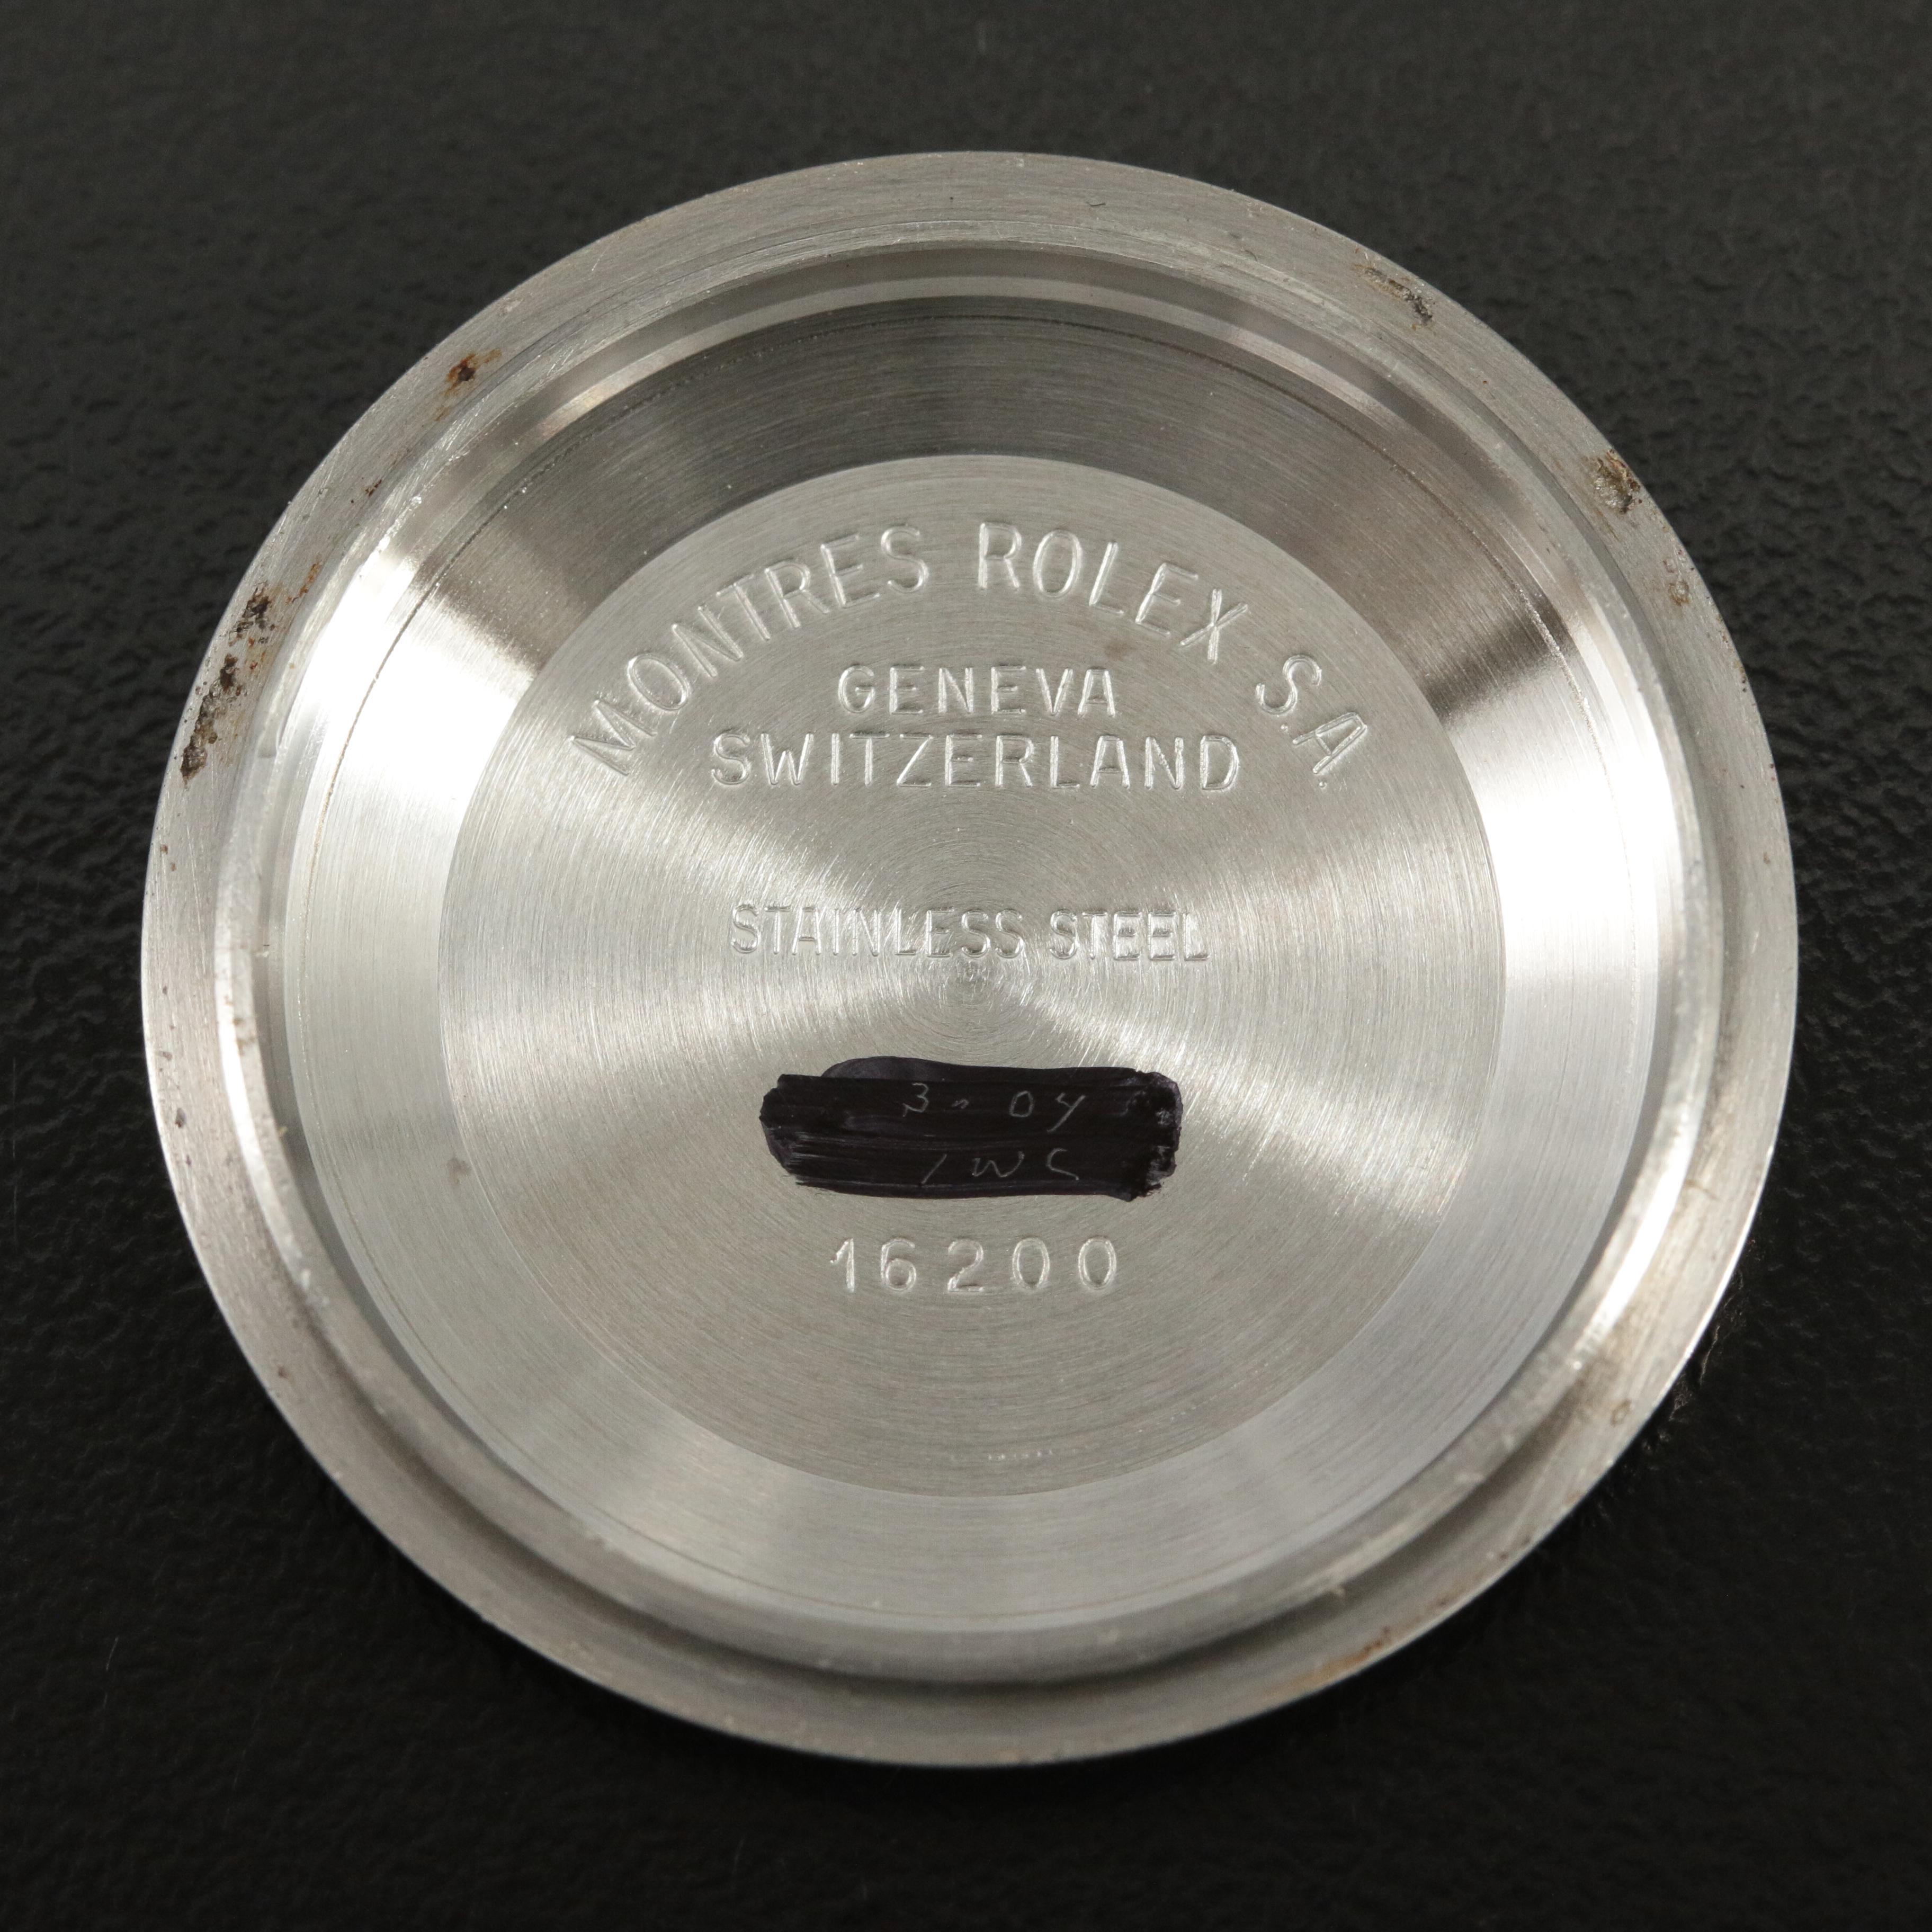 MONTRES ROLEX S.A.
GENEVA
SWITZERLAND
STAINLESS STEEL
16200